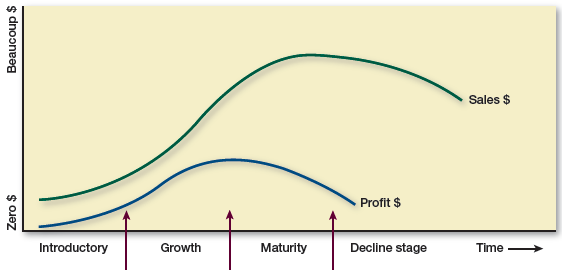 Beaucoup $
Sales $
Profit $
Zero $
Introductory Growth Maturity Decline stage Time